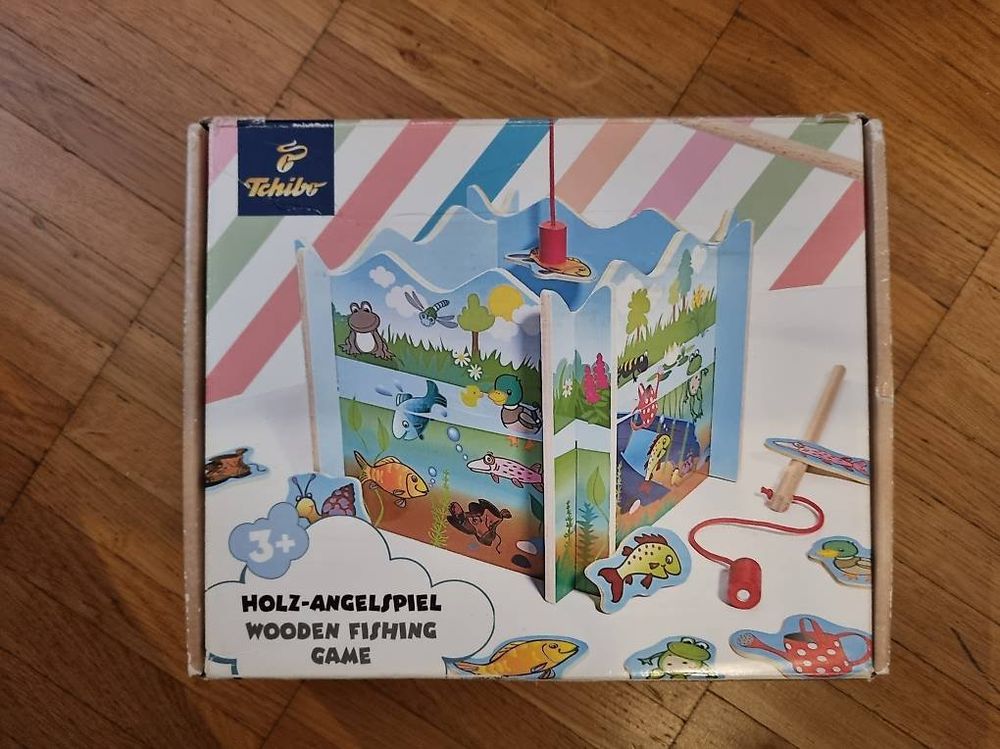 Tchibo
3+
HOLZ-ANGELSPIEL
WOODEN FISHING
GAME